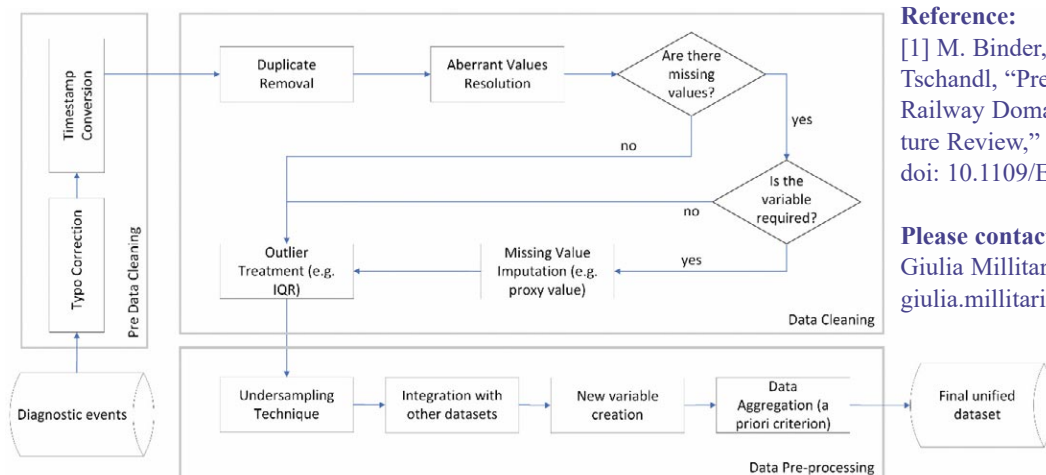 Timestamp
Conversion
Typo Correction
Pre Data Cleaning
Diagnostic events
Duplicate
Removal
Aberrant Values
Resolution
Are there
missing
values?
yes
no
Is the
variable
required?
no
yes
Missing Value
Imputation (e.g.
proxy value)
Outlier
Treatment (e.g.
IQR)
Data Cleaning
Undersampling
Technique
Integration with
other datasets
New variable
creation
Data
Aggregation (a
priori criterion)
Data Pre-processing
Final unified
dataset
Reference:
[1] M. Binder,
Tschandl, “Pre
Railway Doma
ture Review,”
doi: 10.1109/E
Please contac
Giulia Millitar
giulia.millitari